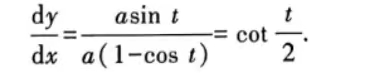 dy/dx = a sin t / a(1-cos t) = cot t/2.